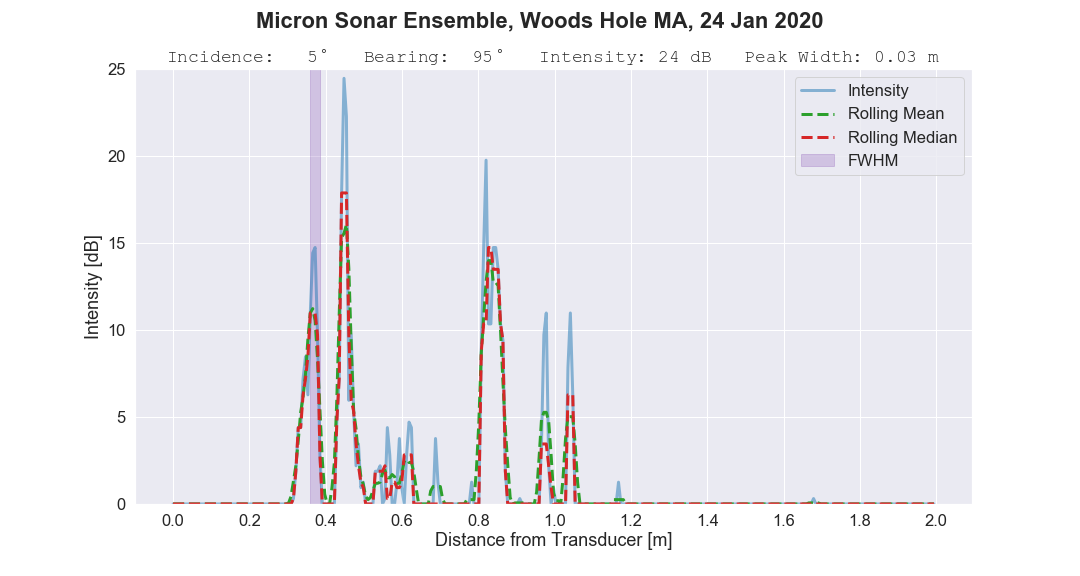 Micron Sonar Ensemble, Woods Hole MA, 24 Jan 2020
Incidence: 5° Bearing: 95° Intensity: 24 dB Peak Width: 0.03 m
Intensity
Rolling Mean
Rolling Median
FWHM
Intensity [dB]
25
20
15
10
5
0
0.0 0.2 0.4 0.6 0.8 1.0 1.2 1.4 1.6 1.8 2.0
Distance from Transducer [m]